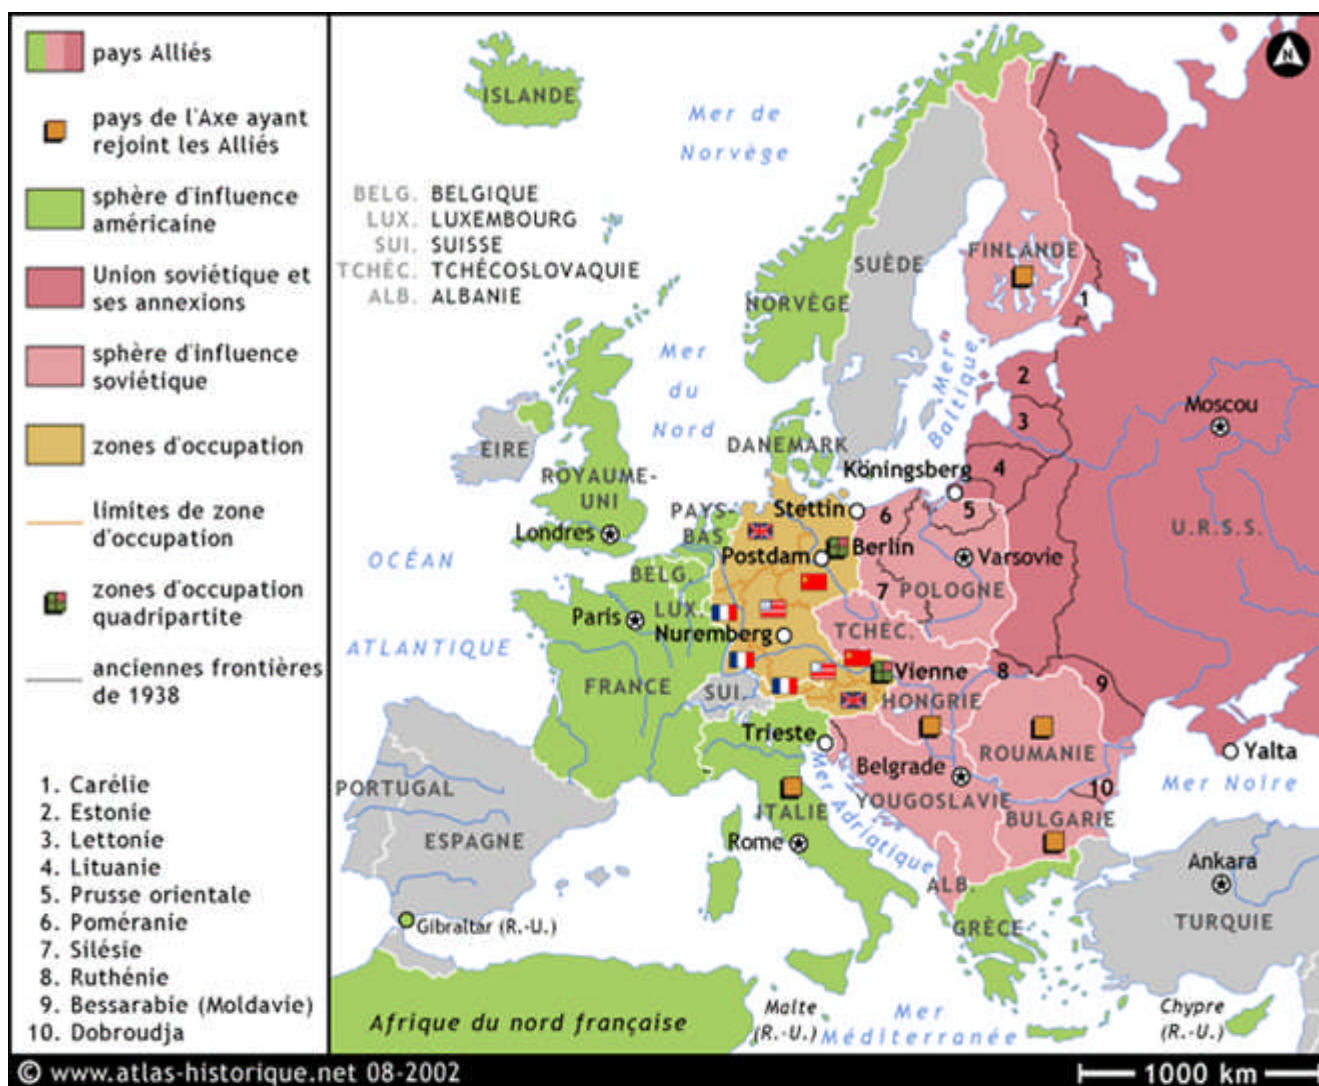 pays Alliés
pays de l'Axe ayant
rejoint les Alliés
sphère d'influence
américaine
Union soviétique et
ses annexions
sphère d'influence
soviétique
zones d'occupation
limites de zone
d'occupation
zones d'occupation
quadripartite
anciennes frontières
de 1938
1. Carélie
2. Estonie
3. Lettonie
4. Lituanie
5. Prusse orientale
6. Poméranie
7. Silésie
8. Ruthénie
9. Bessarabie (Moldavie)
10. Dobroudja
N
ISLANDE
Mer de
Norvège
BELG. BELGIQUE
LUX. LUXEMBOURG
SUI. SUISSE
TCHÉC. TCHÉCOSLOVAQUIE
ALB. ALBANIE
SUÈDE
FINLANDE
NORVÈGE
1
Mer
du
Nord
Mer
Baltique
2
3
4
Moscou
DANEMARK
EIRE
ROYAUME-
UNI
Köningsberg
Stettin
6
5
U.R.S.S.
PAYS-
BAS
Londres
Berlin
Postdam
Varsovie
OCÉAN
ATLANTIQUE
BELG.
7
POLOGNE
LUX.
Paris
Nuremberg
TCHÉC.
FRANCE
SUI.
Vienne
8
9
HONGRIE
Trieste
ROUMANIE
Yalta
Belgrade
Mer Noire
PORTUGAL
ESPAGNE
ITALIE
Mer Adriatique
YOUGOSLAVIE
10
BULGARIE
Rome
Ankara
ALB.
TURQUIE
Gibraltar (R.-U.)
GRÈCE
Afrique du nord française
Malte
(R.-U.)
Mer
Méditerranée
Chypre
(R.-U.)
© www.atlas-historique.net 08-2002
1000 km